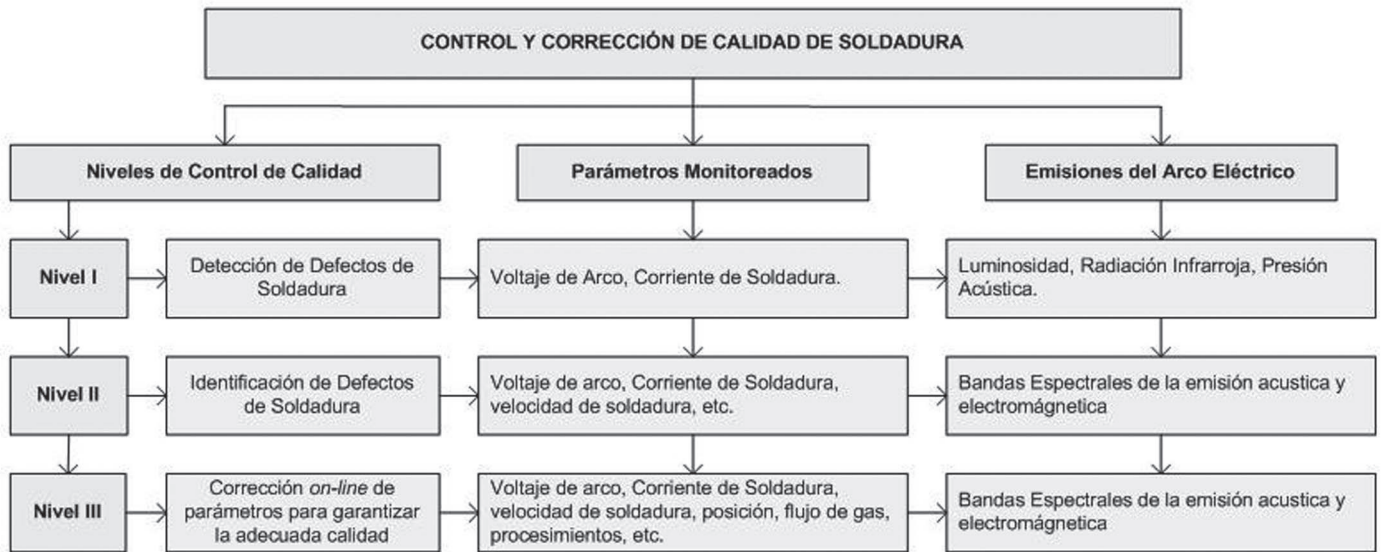 CONTROL Y CORRECCIÓN DE CALIDAD DE SOLDADURA
Niveles de Control de Calidad
Parámetros Monitoreados
Emisiones del Arco Eléctrico
Nivel I
Detección de Defectos de
Soldadura
Voltaje de Arco, Corriente de Soldadura.
Luminosidad, Radiación Infrarroja, Presión
Acústica.
Nivel II
Identificación de Defectos
de Soldadura
Voltaje de arco, Corriente de Soldadura,
velocidad de soldadura, etc.
Bandas Espectrales de la emisión acustica y
electromágnetica
Nivel III
Corrección on-line de
parámetros para garantizar
la adecuada calidad
Voltaje de arco, Corriente de Soldadura,
velocidad de soldadura, posición, flujo de gas,
procesimientos, etc.
Bandas Espectrales de la emisión acustica y
electromágnetica